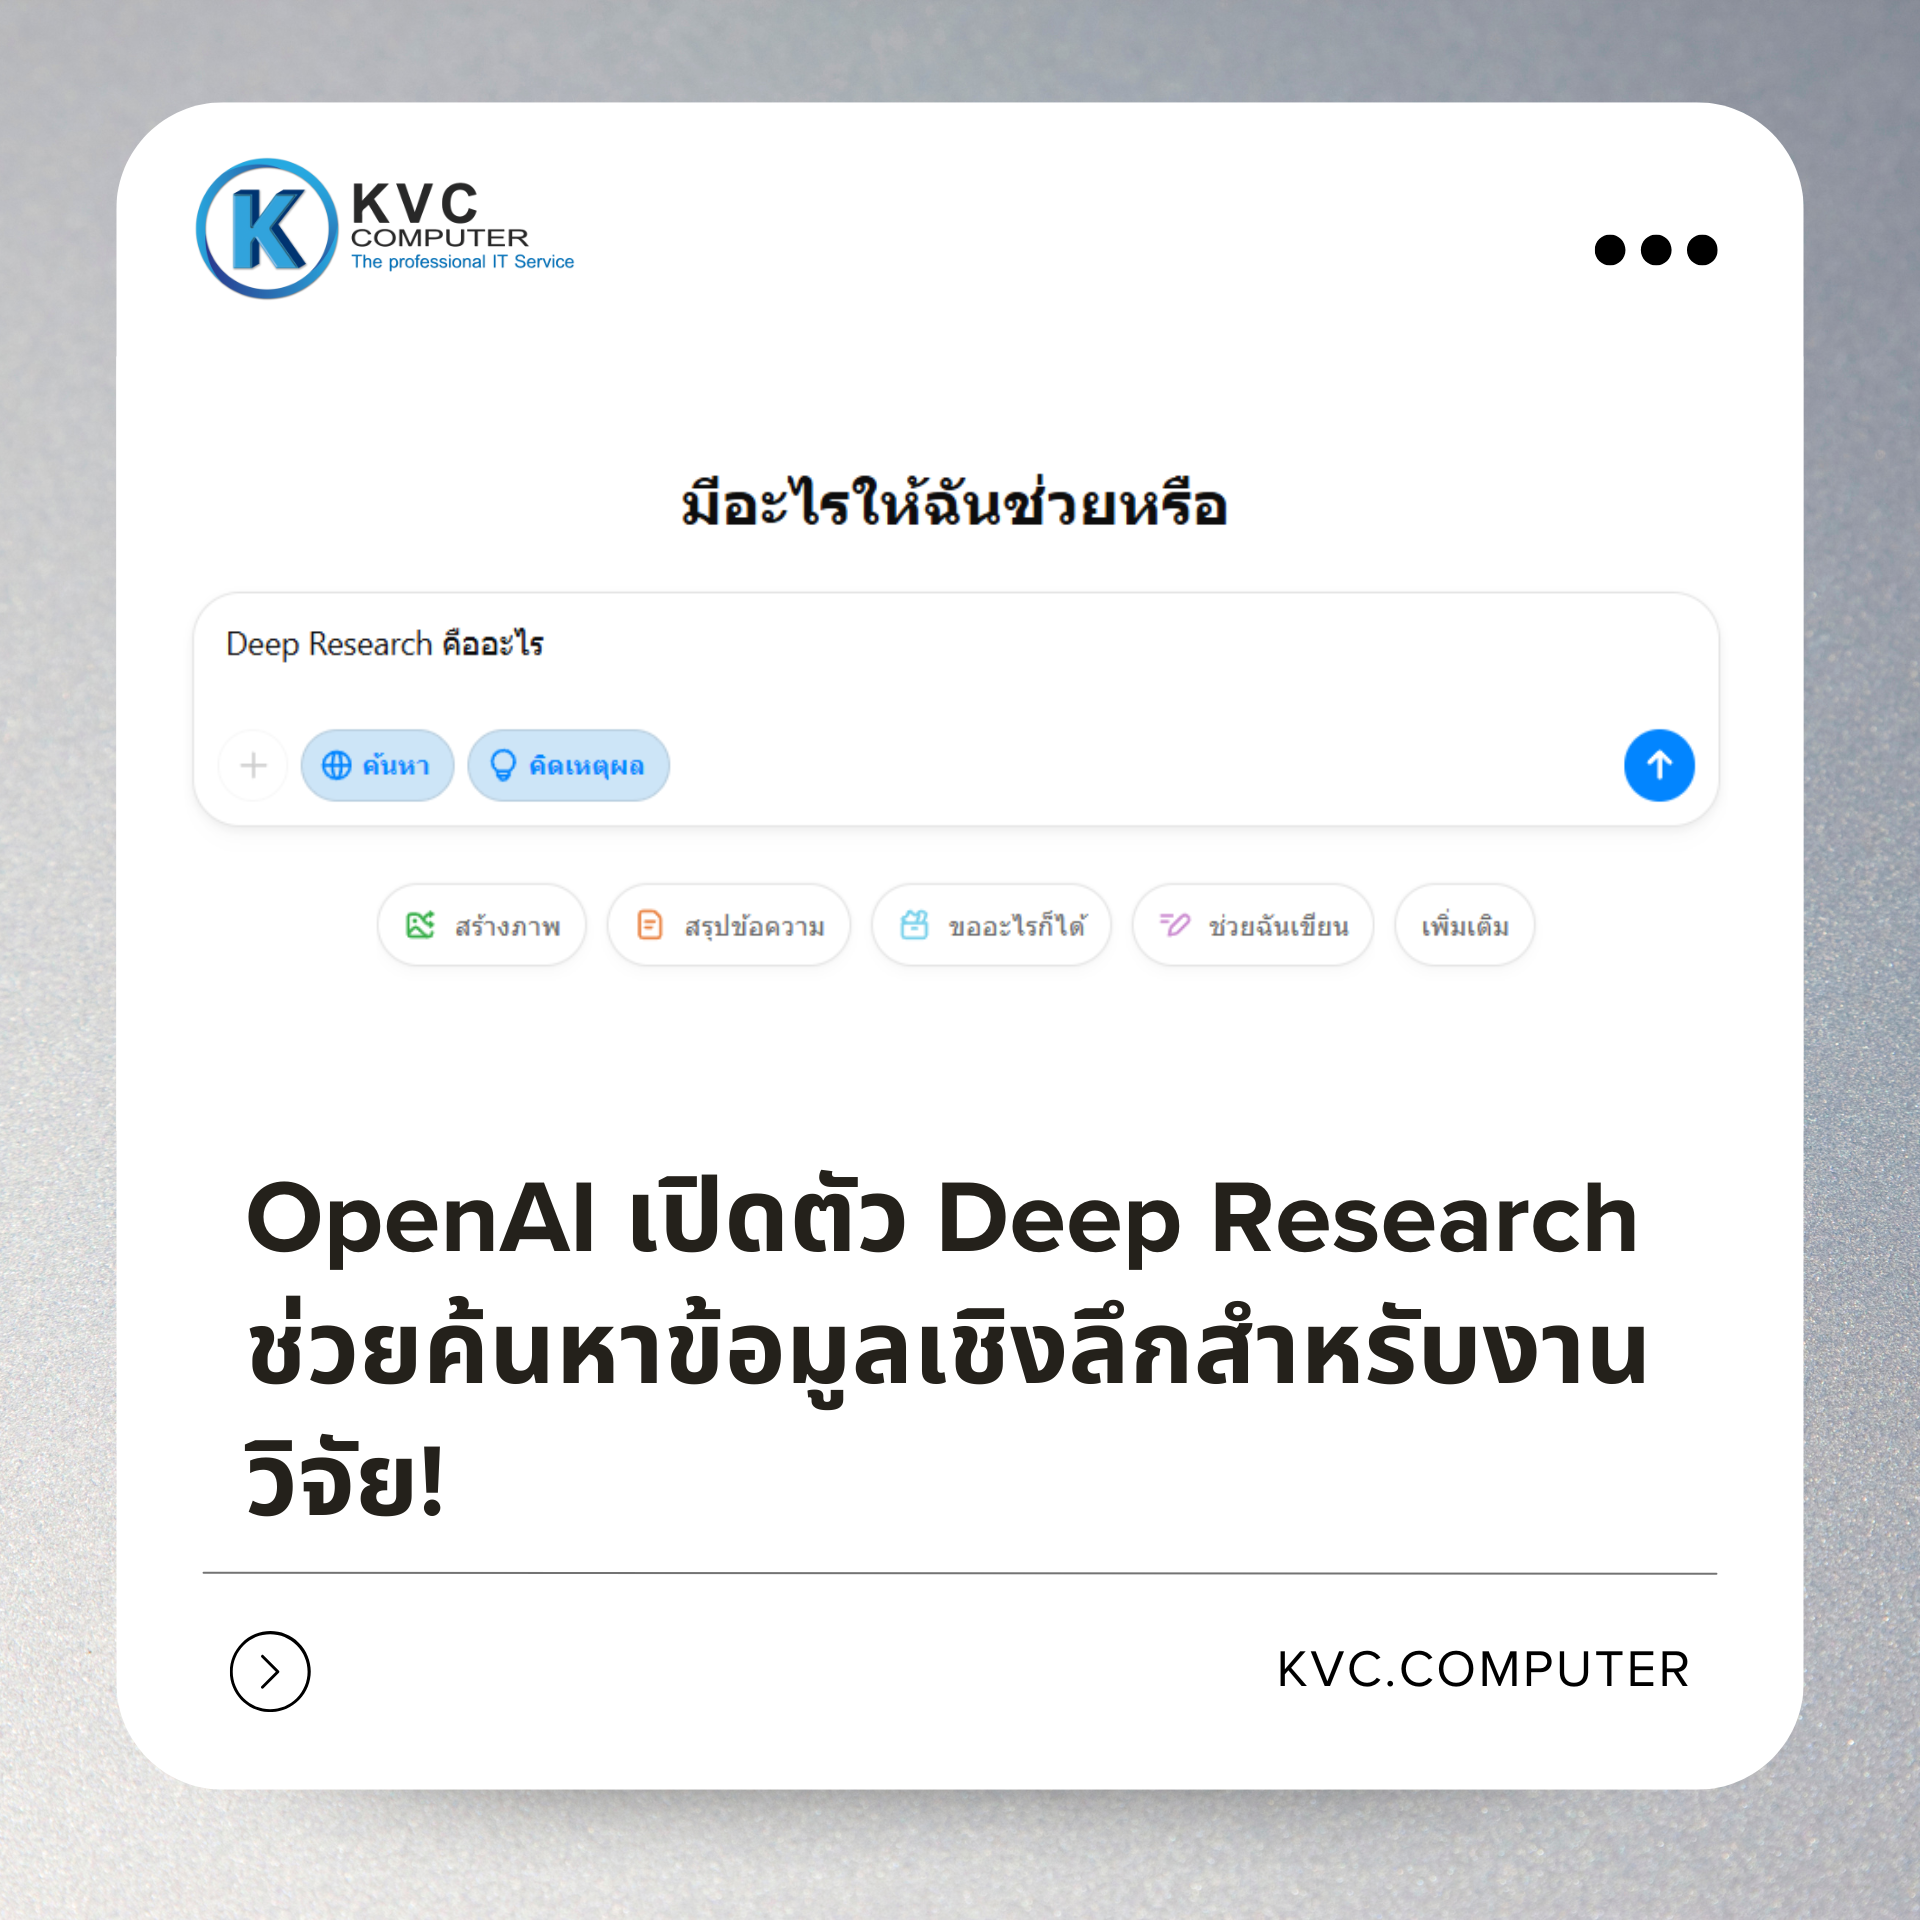 KVC
COMPUTER
The professional IT Service
มีอะไรให้ฉันช่วยหรือ
Deep Research คืออะไร
ค้นหา
คิดเหตุผล
สร้างภาพ
สรุปข้อความ
ขออะไรก็ได้
ช่วยฉันเขียน
เพิ่มเติม
OpenAI เปิดตัว Deep Research
ช่วยค้นหาข้อมูลเชิงลึกสำหรับงาน
วิจัย!
KVC.COMPUTER